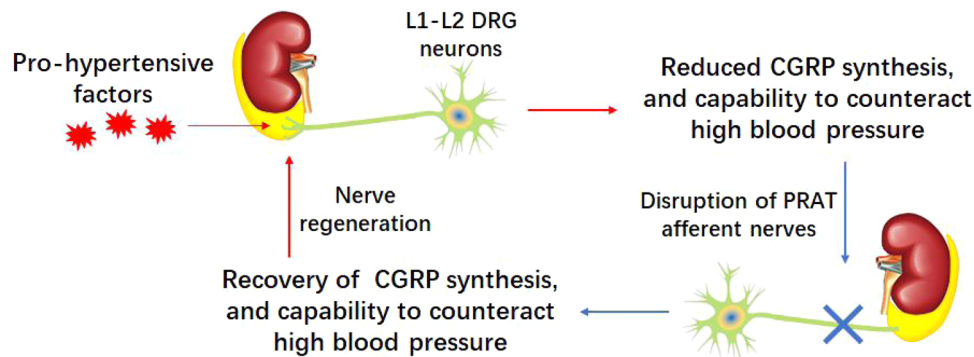 L1-L2 DRG
neurons
Pro-hypertensive
factors
Reduced CGRP synthesis,
and capability to counteract
high blood pressure
Nerve
regeneration
Disruption of PRAT
afferent nerves
Recovery of CGRP synthesis,
and capability to counteract
high blood pressure